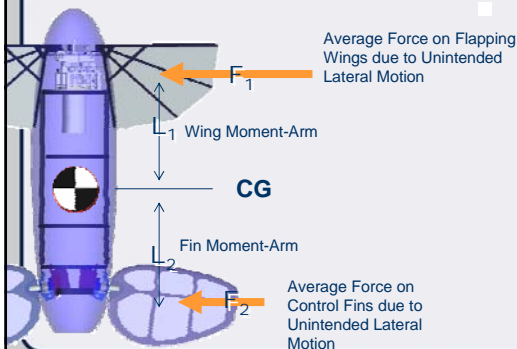 Average Force on Flapping
Wings due to Unintended
Lateral Motion
F1
L1 Wing Moment-Arm
CG
L2 Fin Moment-Arm
F2
Average Force on
Control Fins due to
Unintended Lateral
Motion